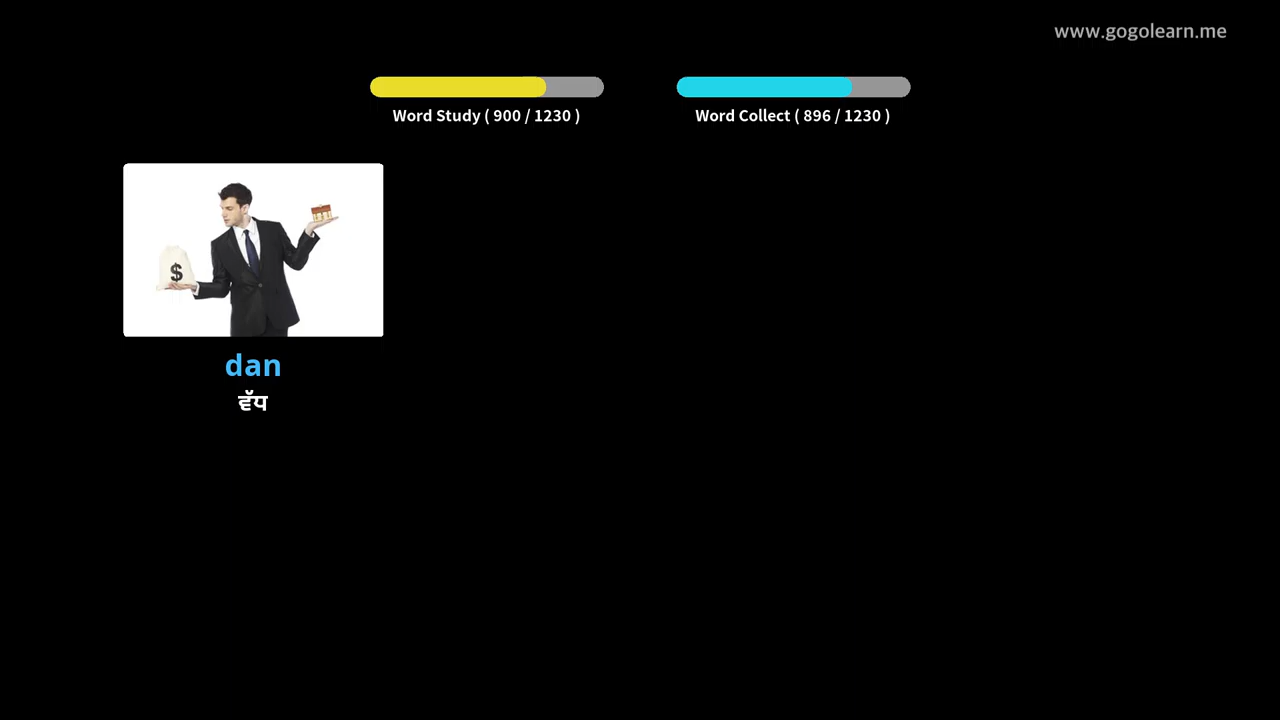 www.gogolearn.me
Word Study ( 900 / 1230 )
Word Collect ( 896 / 1230 )
$
dan
ਵੱਧ